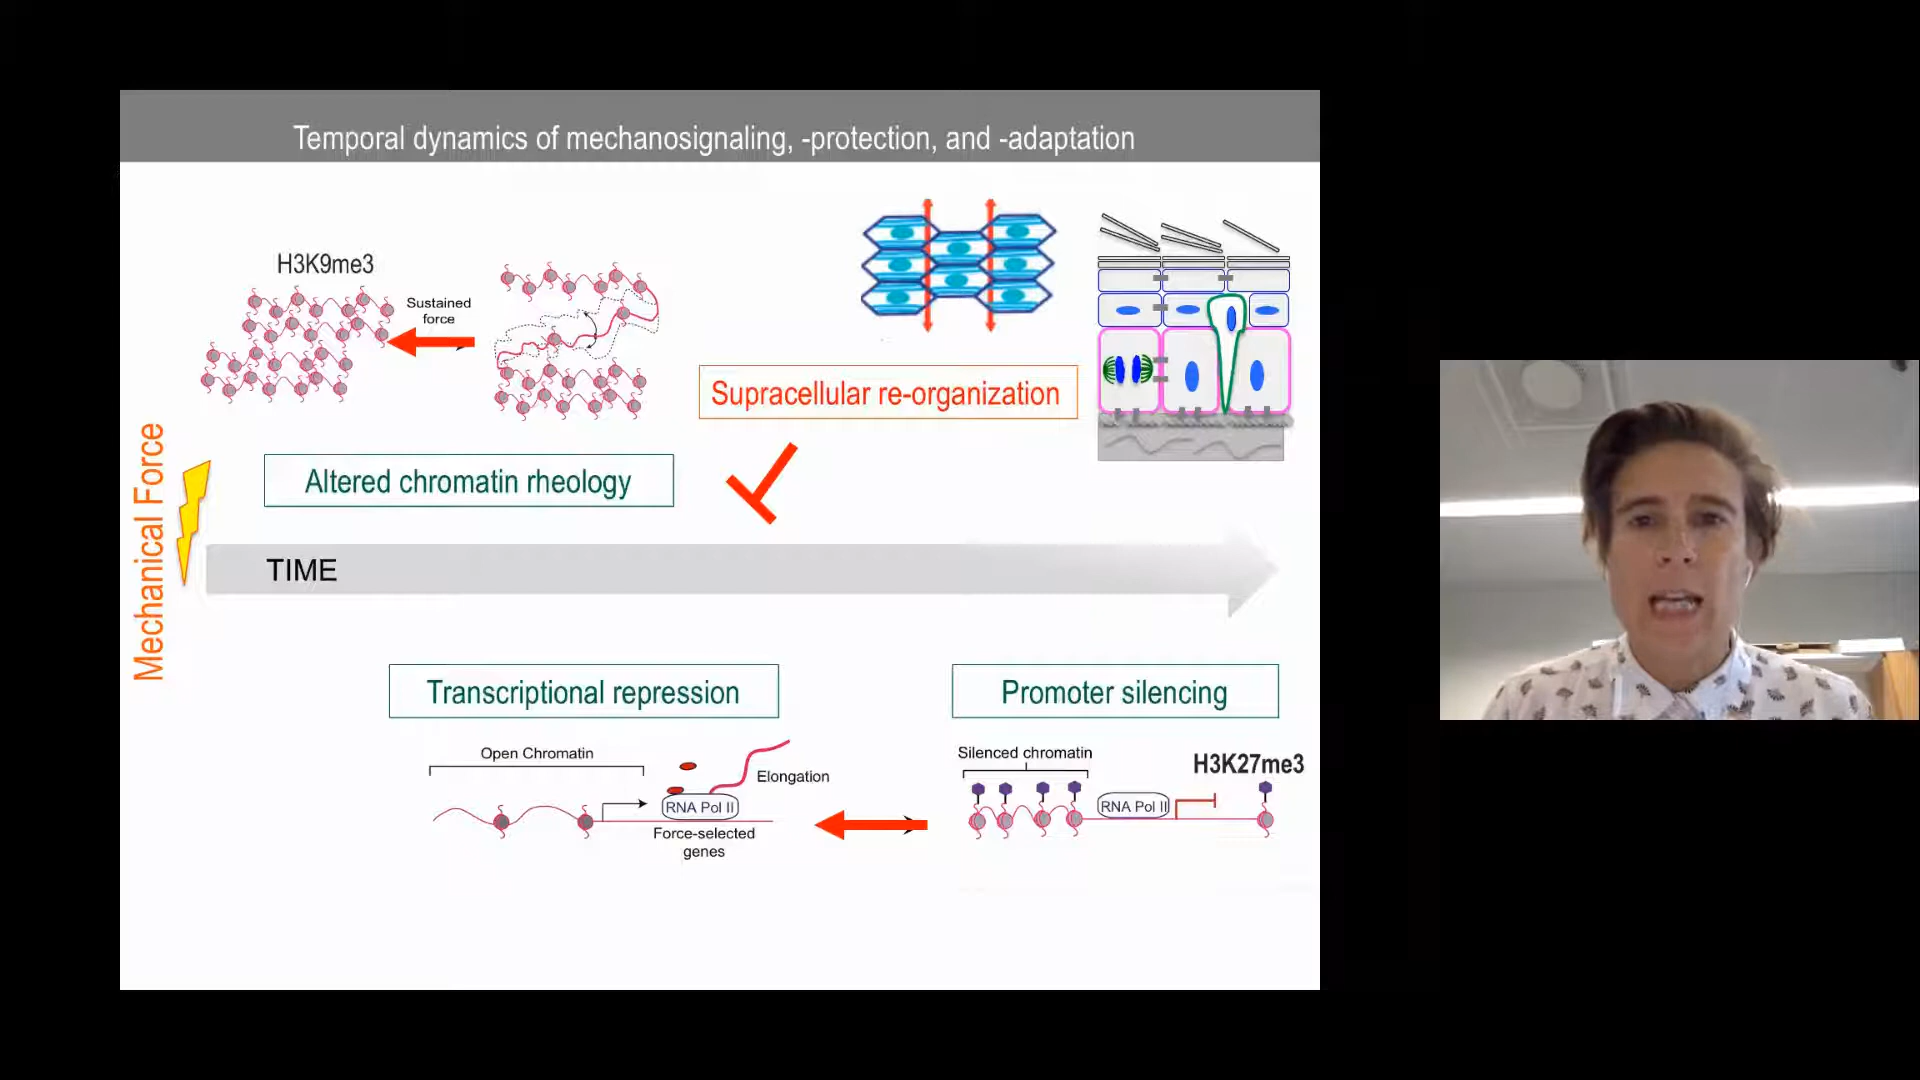 Temporal dynamics of mechanosignaling, -protection, and -adaptation
H3K9me3
Sustained
force
Supracellular re-organization
Altered chromatin rheology
Mechanical Force
TIME
Transcriptional repression
Promoter silencing
Open Chromatin
Elongation
RNA Pol II
Force-selected
genes
Silenced chromatin
H3K27me3
RNA Pol II